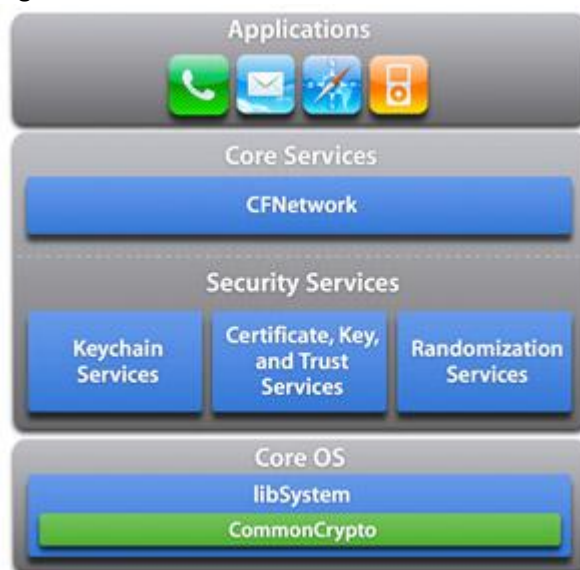 Applications
Core Services
CFNetwork
Security Services
Keychain
Services
Certificate, Key,
and Trust
Services
Randomization
Services
Core OS
libSystem
CommonCrypto